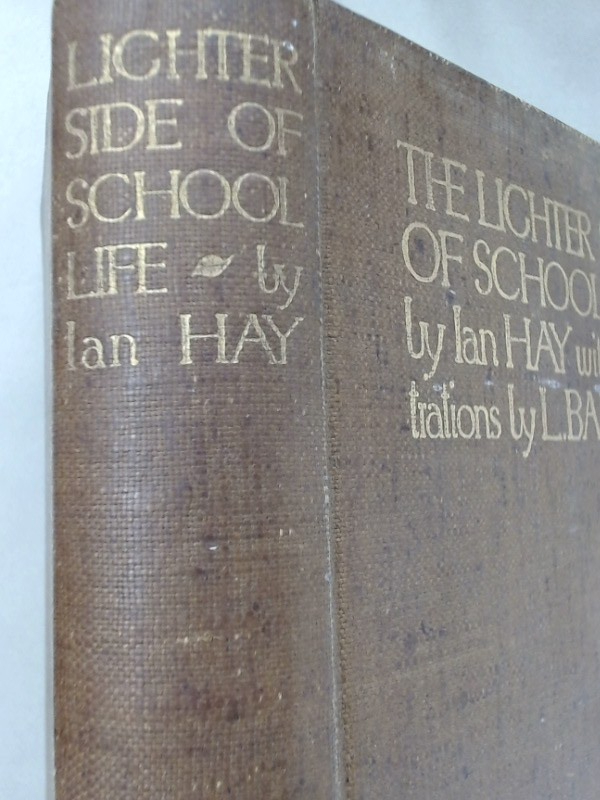 LIGHTER
SIDE OF
SCHOOL
LIFE by
Ian HAY
THE LIGHTER
OF SCHOOL
by Ian HAY wi
trations by L.BA